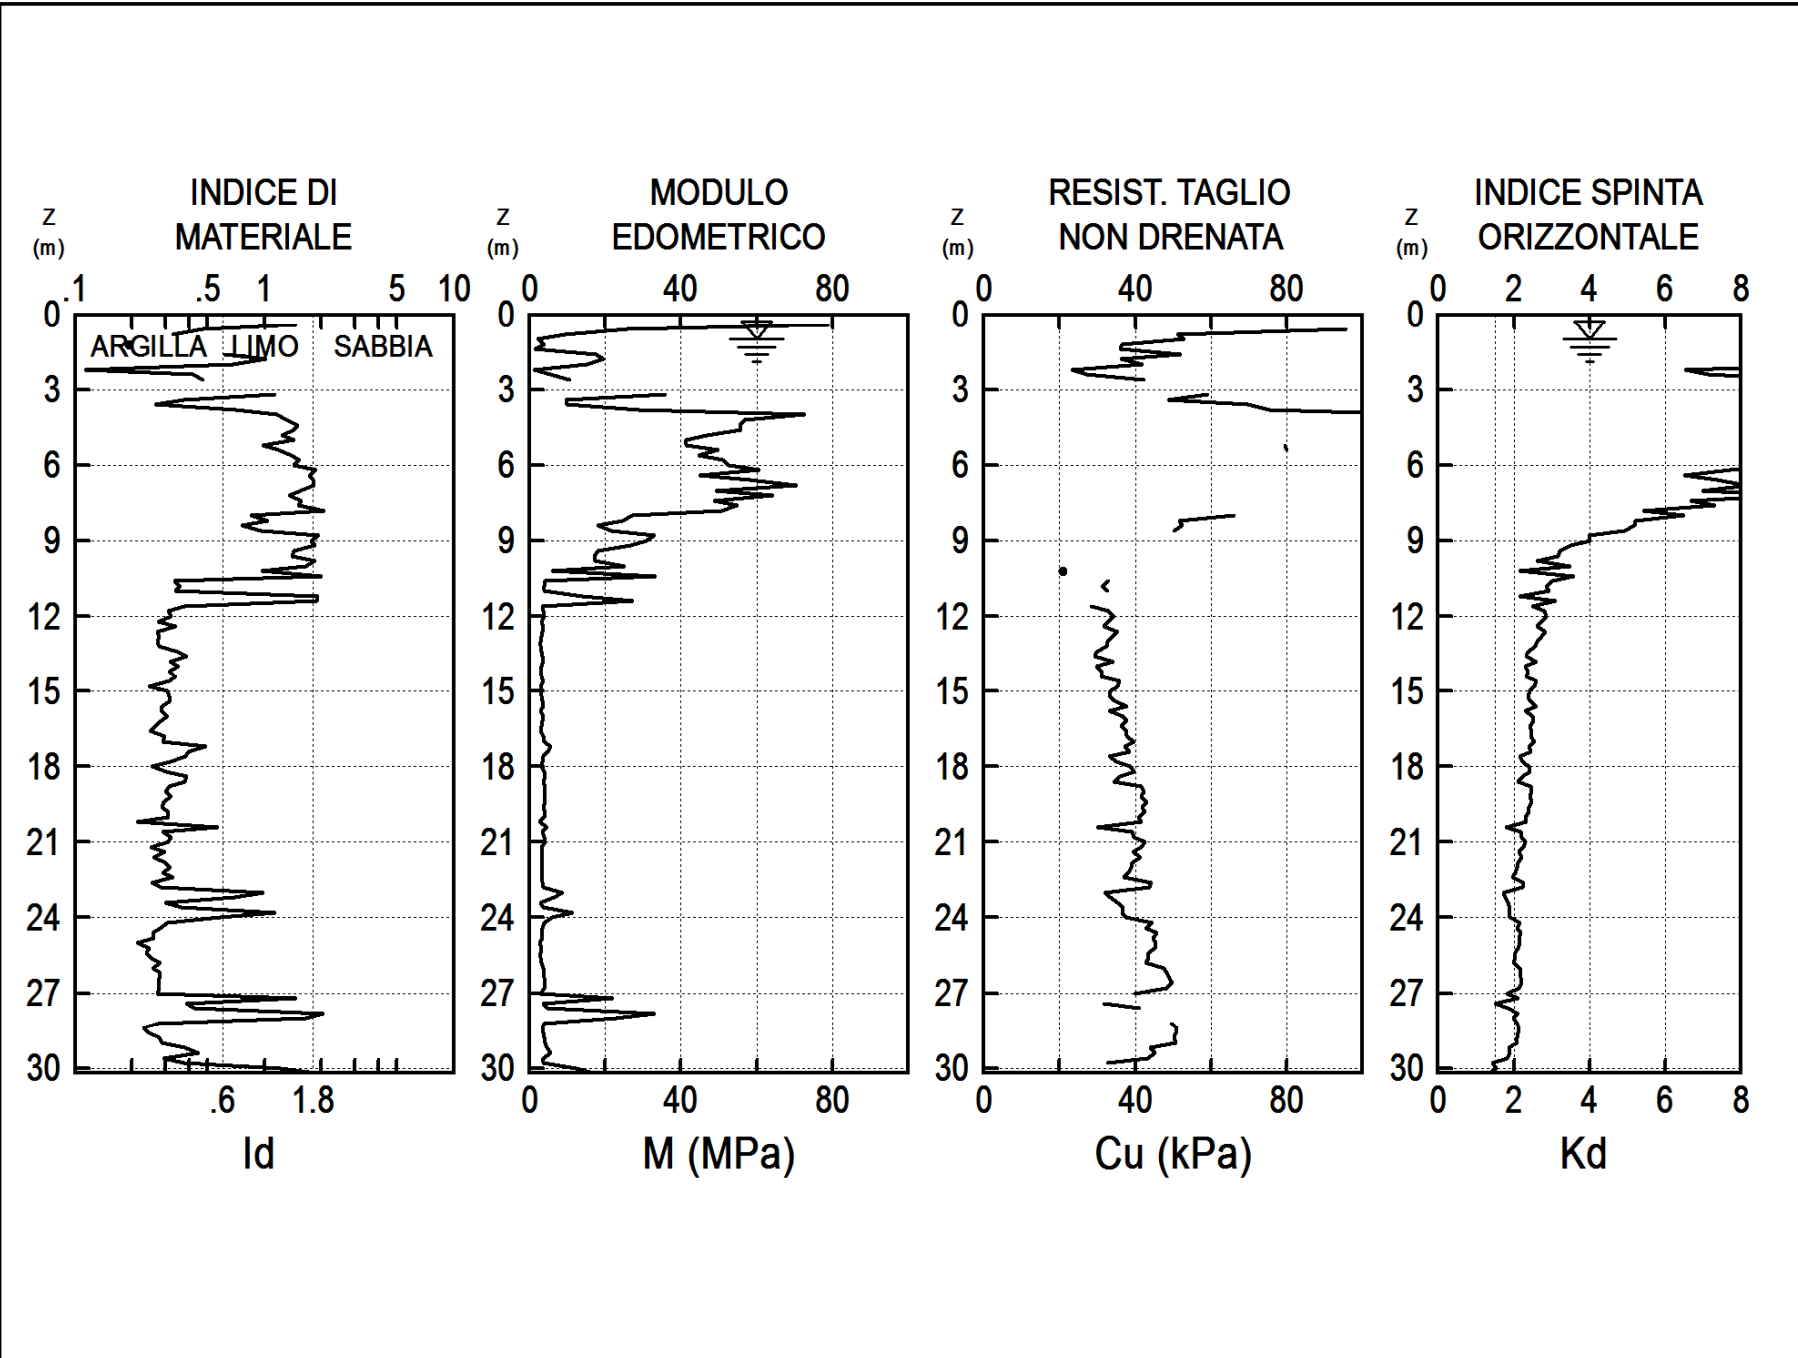 INDICE DI
MATERIALE
MODULO
EDOMETRICO
RESIST. TAGLIO
NON DRENATA
INDICE SPINTA
ORIZZONTALE
z
(m)
z
(m)
z
(m)
z
(m)
.1 .5 1 5 10
0 40 80
0 40 80
0 2 4 6 8
ARGILLA LIMO SABBIA
0 0 0 0
3 3 3 3
6 6 6 6
9 9 9 9
12 12 12 12
15 15 15 15
18 18 18 18
21 21 21 21
24 24 24 24
27 27 27 27
30 30 30 30
.6 1.8
0 40 80
0 40 80
0 2 4 6 8
Id
M (MPa)
Cu (kPa)
Kd